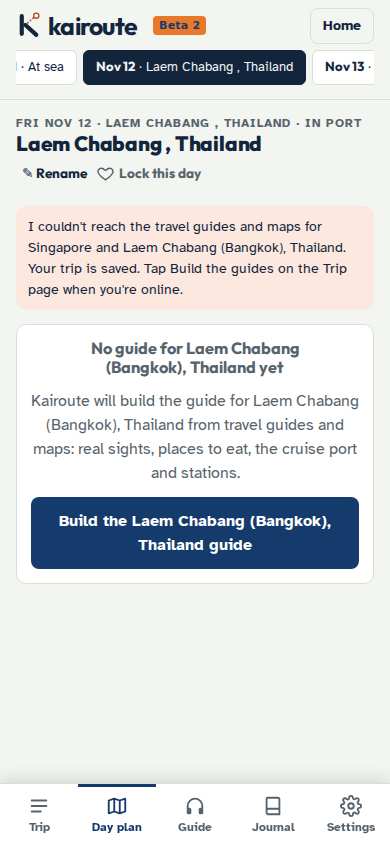 kairoute
Beta 2
Home
· At sea
Nov 12 · Laem Chabang , Thailand
Nov 13 ·
FRI NOV 12 · LAEM CHABANG , THAILAND · IN PORT
Laem Chabang , Thailand
✎ Rename
Lock this day
I couldn't reach the travel guides and maps for
Singapore and Laem Chabang (Bangkok), Thailand.
Your trip is saved. Tap Build the guides on the Trip
page when you're online.
No guide for Laem Chabang
(Bangkok), Thailand yet
Kairoute will build the guide for Laem Chabang
(Bangkok), Thailand from travel guides and
maps: real sights, places to eat, the cruise port
and stations.
Build the Laem Chabang (Bangkok),
Thailand guide
Trip
Day plan
Guide
Journal
Settings